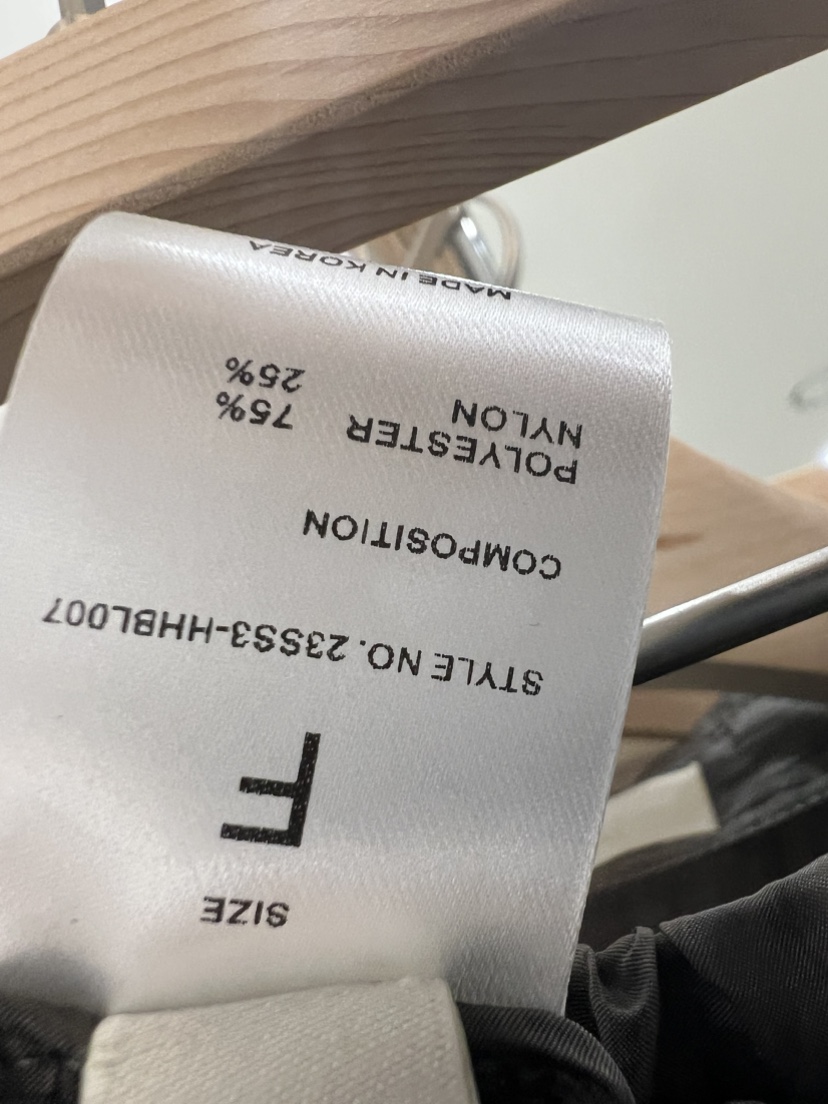 SIZE
F
STYLE NO. 23SS3-HHBL007
COMPOSITION
POLYESTER 75%
NYLON 25%
MADE IN KOREA